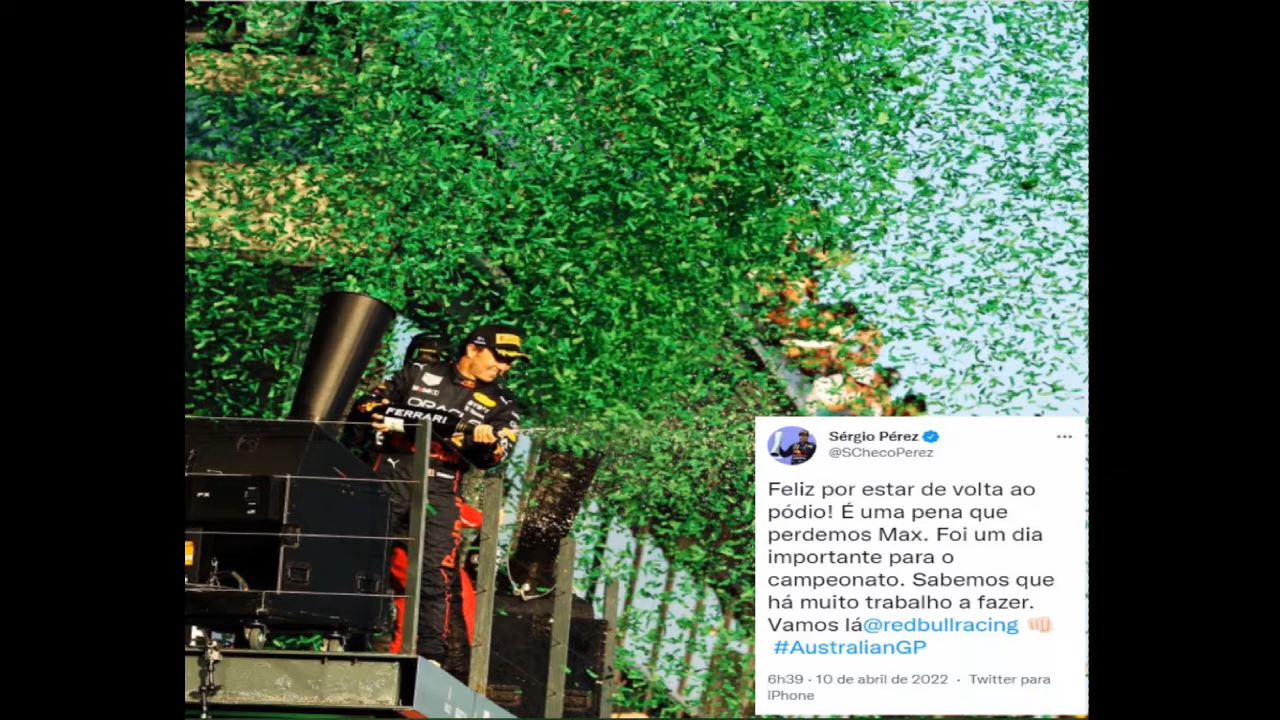 ORACL
FERRARI
Sérgio Pérez
@SChecoPerez
Feliz por estar de volta ao
pódio! É uma pena que
perdemos Max. Foi um dia
importante para o
campeonato. Sabemos que
há muito trabalho a fazer.
Vamos lá@redbullracing
#AustralianGP
6h39 · 10 de abril de 2022 · Twitter para
iPhone